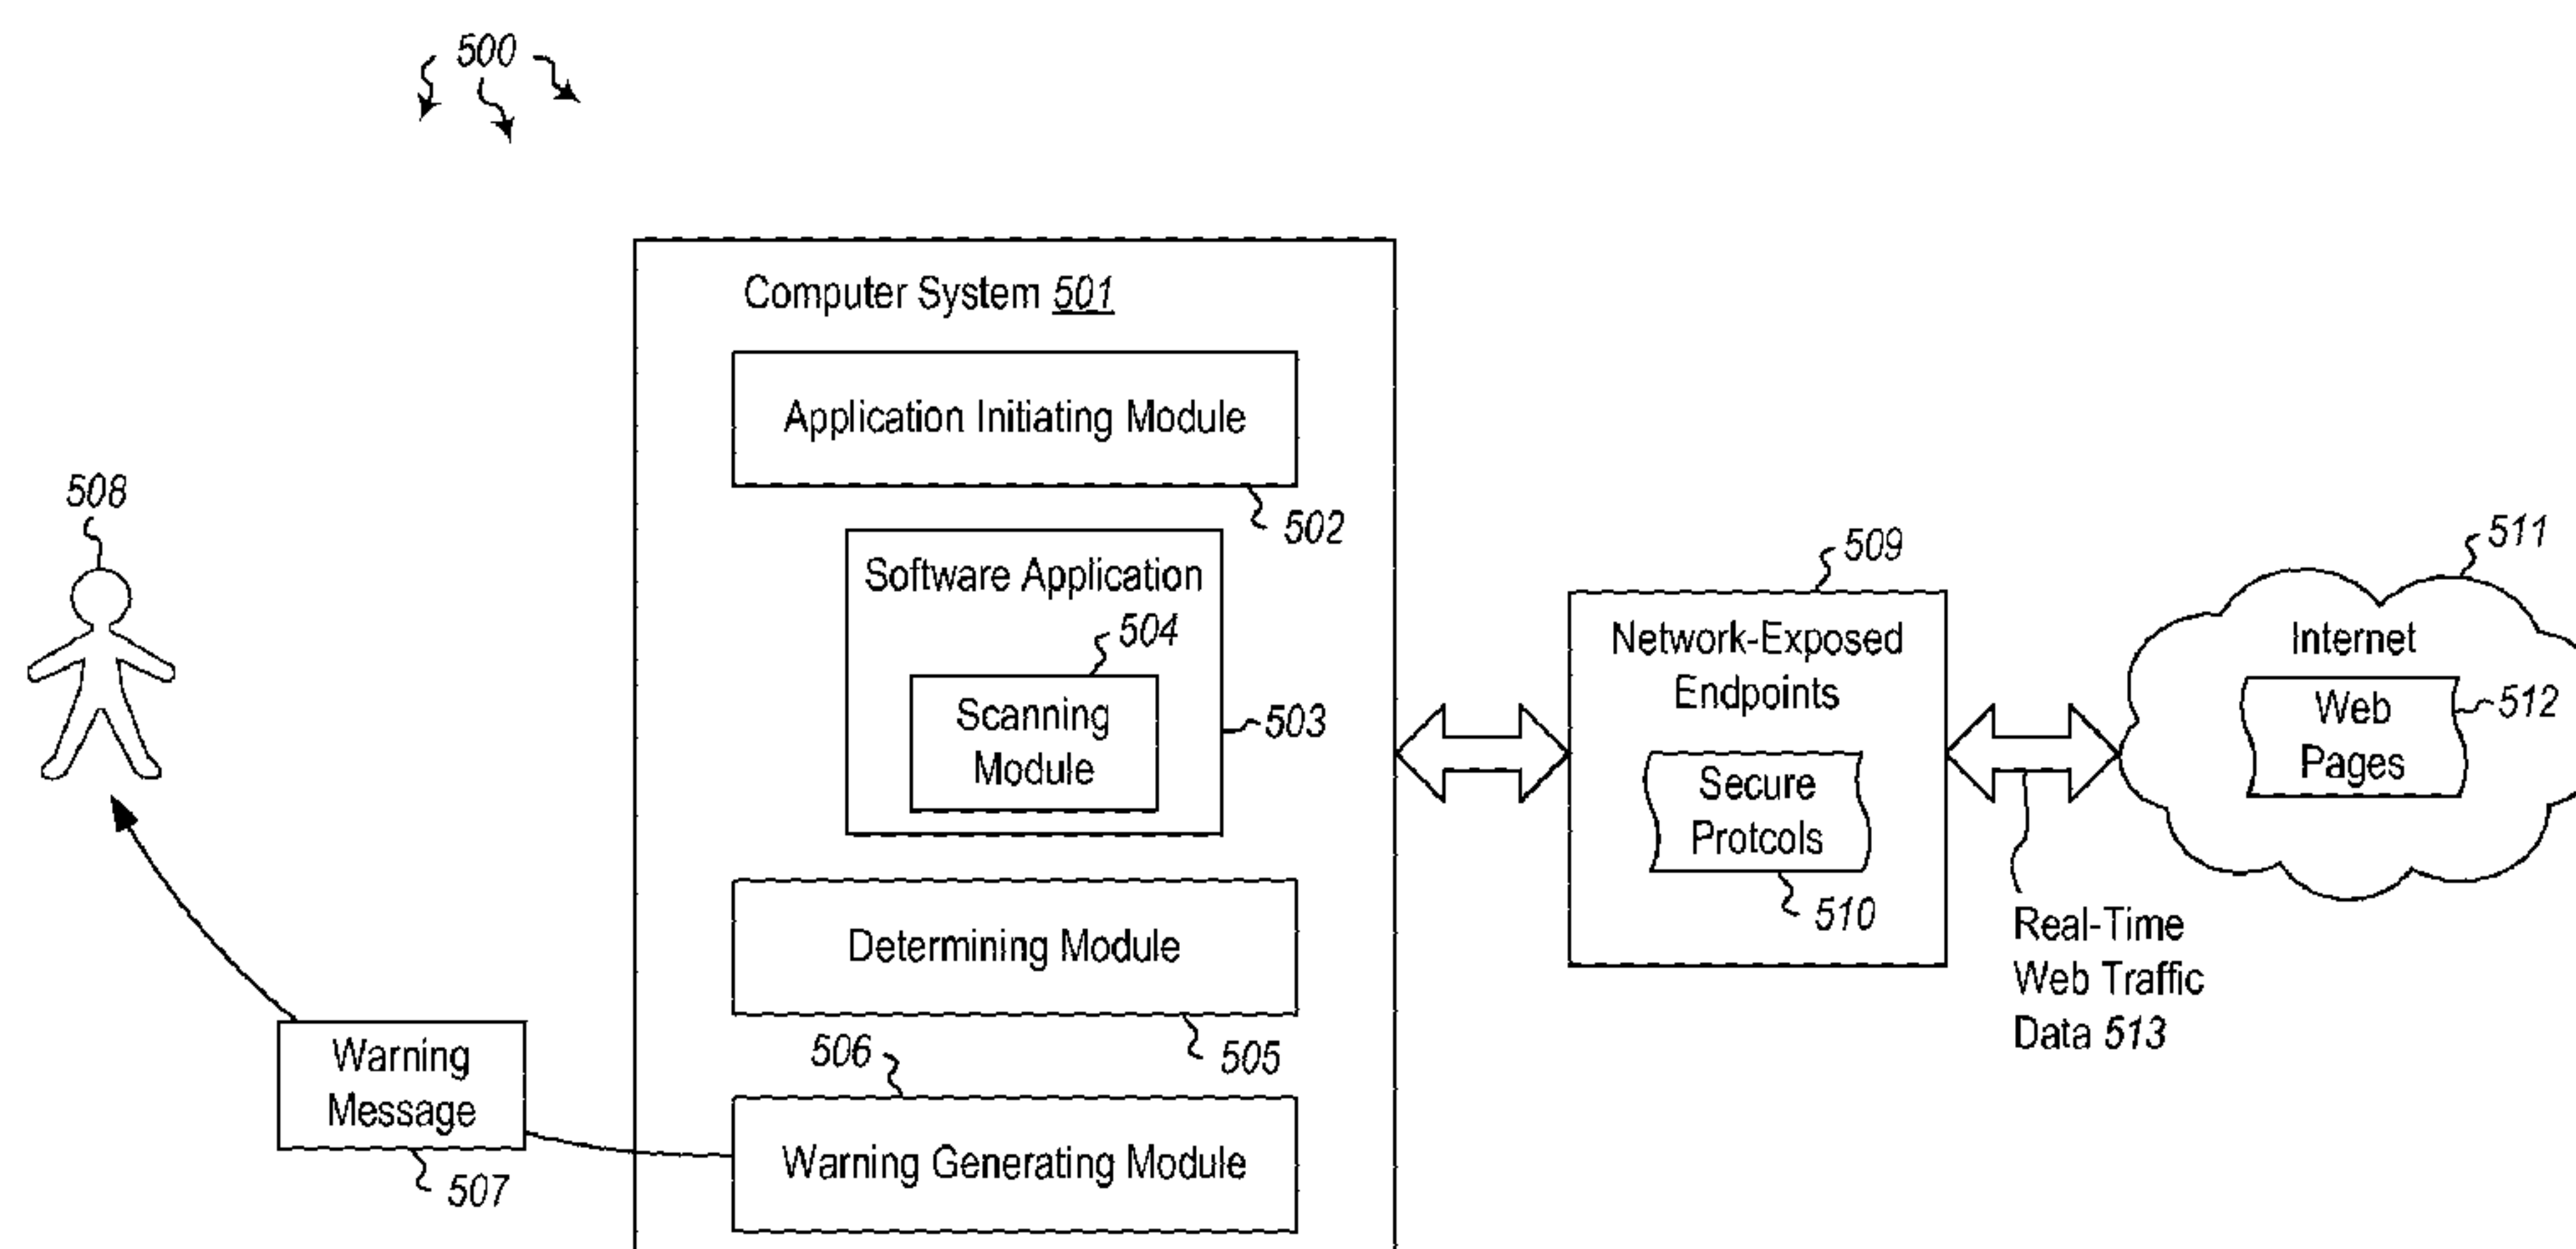 500
Computer System 501
Application Initiating Module
502
Software Application
504
Scanning
Module
503
Determining Module
505
506
Warning Generating Module
508
Warning
Message
507
509
Network-Exposed
Endpoints
Secure
Protcols
510
511
Internet
Web
Pages
512
Real-Time
Web Traffic
Data 513